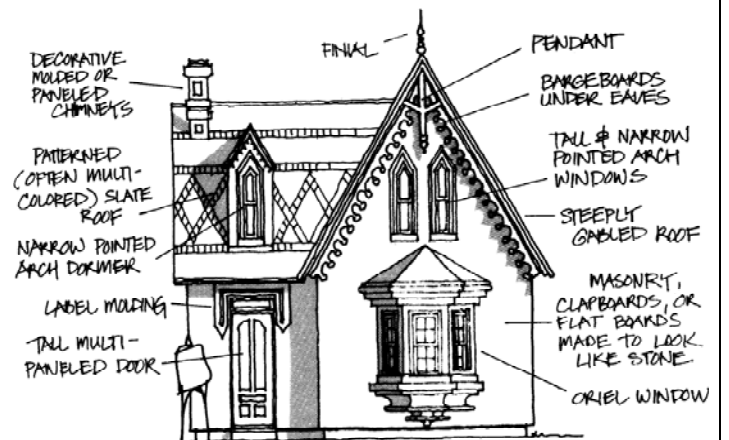 DECORATIVE
MOLDED OR
PANELED
CHIMNEYS
PATTERNED
(OFTEN MULTI-
COLORED) SLATE
ROOF
NARROW POINTED
ARCH DORMER
LABEL MOLDING
TALL MULTI-
PANELED DOOR
FINIAL
PENDANT
BARGEBOARDS
UNDER EAVES
TALL & NARROW
POINTED ARCH
WINDOWS
STEEPLY
GABLED ROOF
MASONRY,
CLAPBOARDS, OR
FLAT BOARDS
MADE TO LOOK
LIKE STONE
ORIEL WINDOW